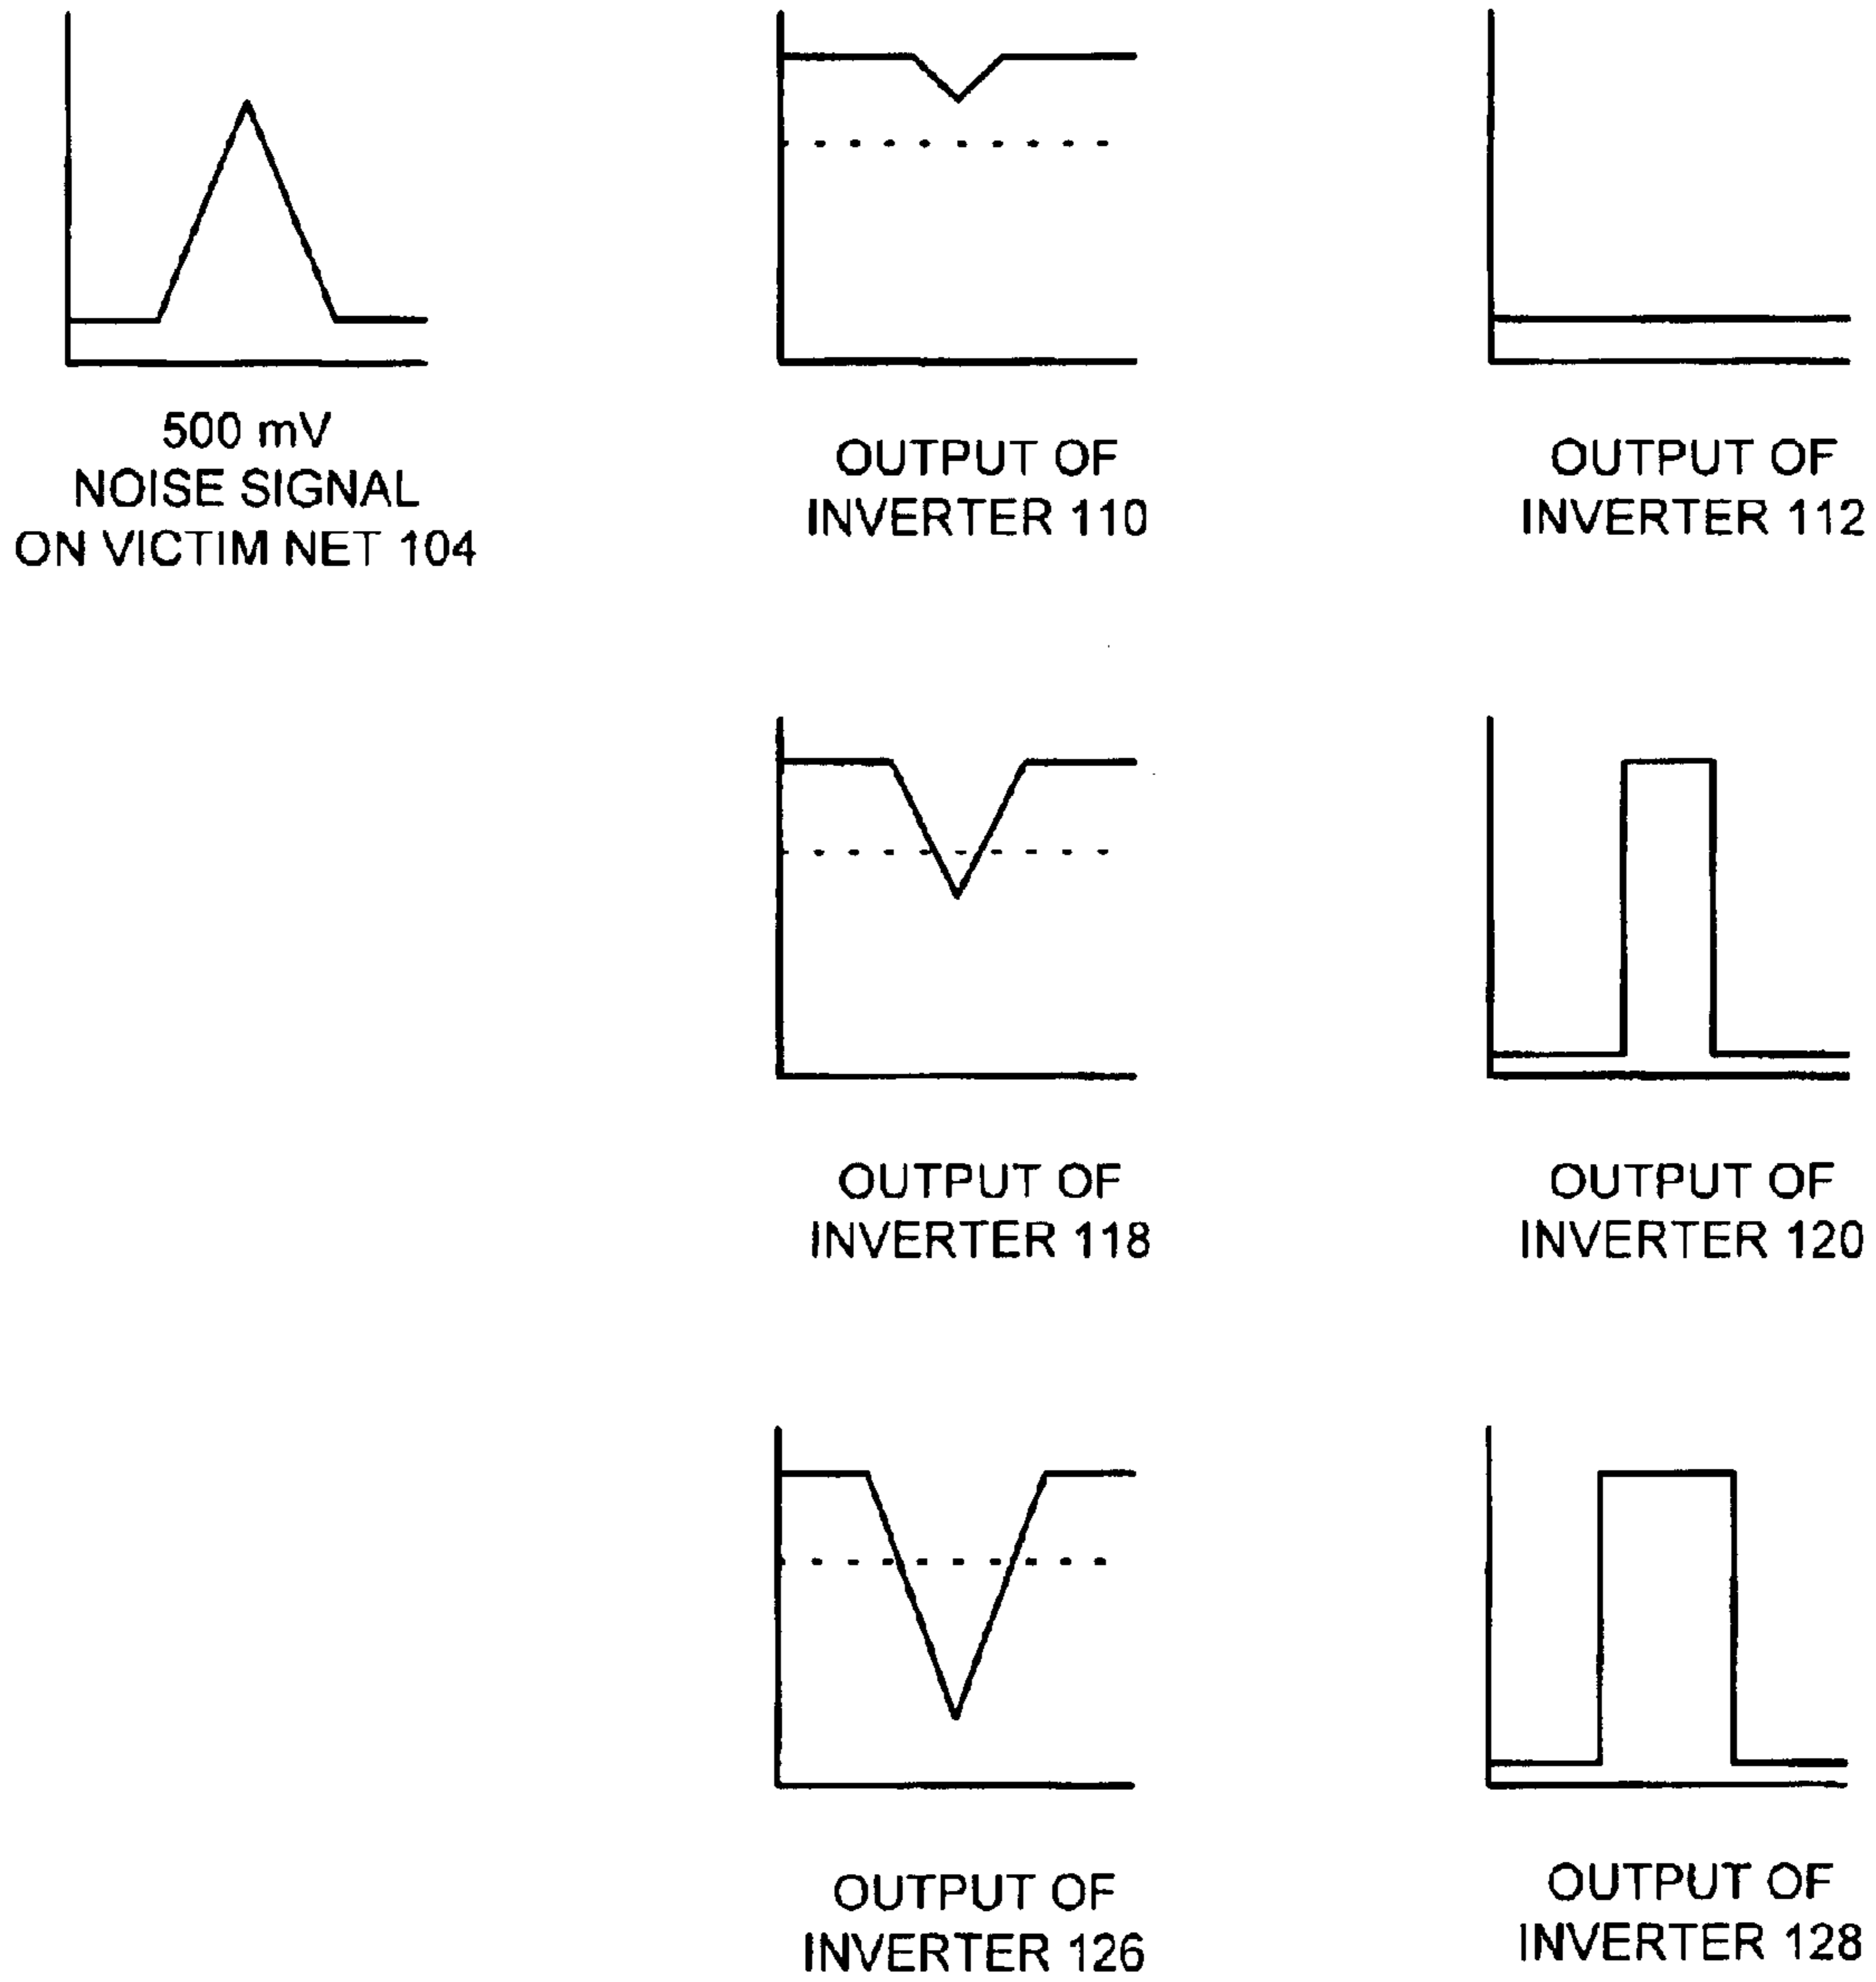 500 mV
NOISE SIGNAL
ON VICTIM NET 104
OUTPUT OF
INVERTER 110
OUTPUT OF
INVERTER 112
OUTPUT OF
INVERTER 118
OUTPUT OF
INVERTER 120
OUTPUT OF
INVERTER 126
OUTPUT OF
INVERTER 128